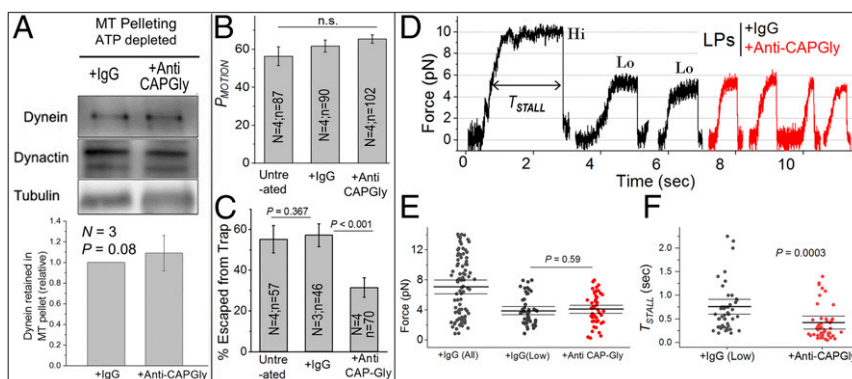 A
MT Pelleting
ATP depleted
+IgG
+Anti
CAPGly
Dynein
Dynactin
Tubulin
N = 3
P = 0.08
Dynein retained in
MT pellet (relative)
1.4
1.2
1.0
0.8
0.6
0.4
0.2
0.0
+IgG
+Anti-CAPGly
B
n.s.
P_MOTION
60
40
20
0
N=4;n=87
N=4;n=90
N=4;n=102
Untre
-ated
+IgG
+Anti
CAPGly
C
P = 0.367
P < 0.001
% Escaped from Trap
60
40
20
0
N=4;n=57
N=3;n=46
N=4
n=70
Untre
-ated
+IgG
+Anti
CAP-Gly
D
Hi
Lo
Lo
T_STALL
LPs
+IgG
+Anti-CAPGly
Force (pN)
10
8
6
4
2
0
0
2
4
6
8
10
Time (sec)
E
P = 0.59
Force (pN)
12
8
4
0
+IgG (All)
+IgG(Low)
+Anti CAP-Gly
F
P = 0.0003
T_STALL (sec)
2.5
2.0
1.5
1.0
0.5
0.0
+IgG (Low)
+Anti-CAPGly